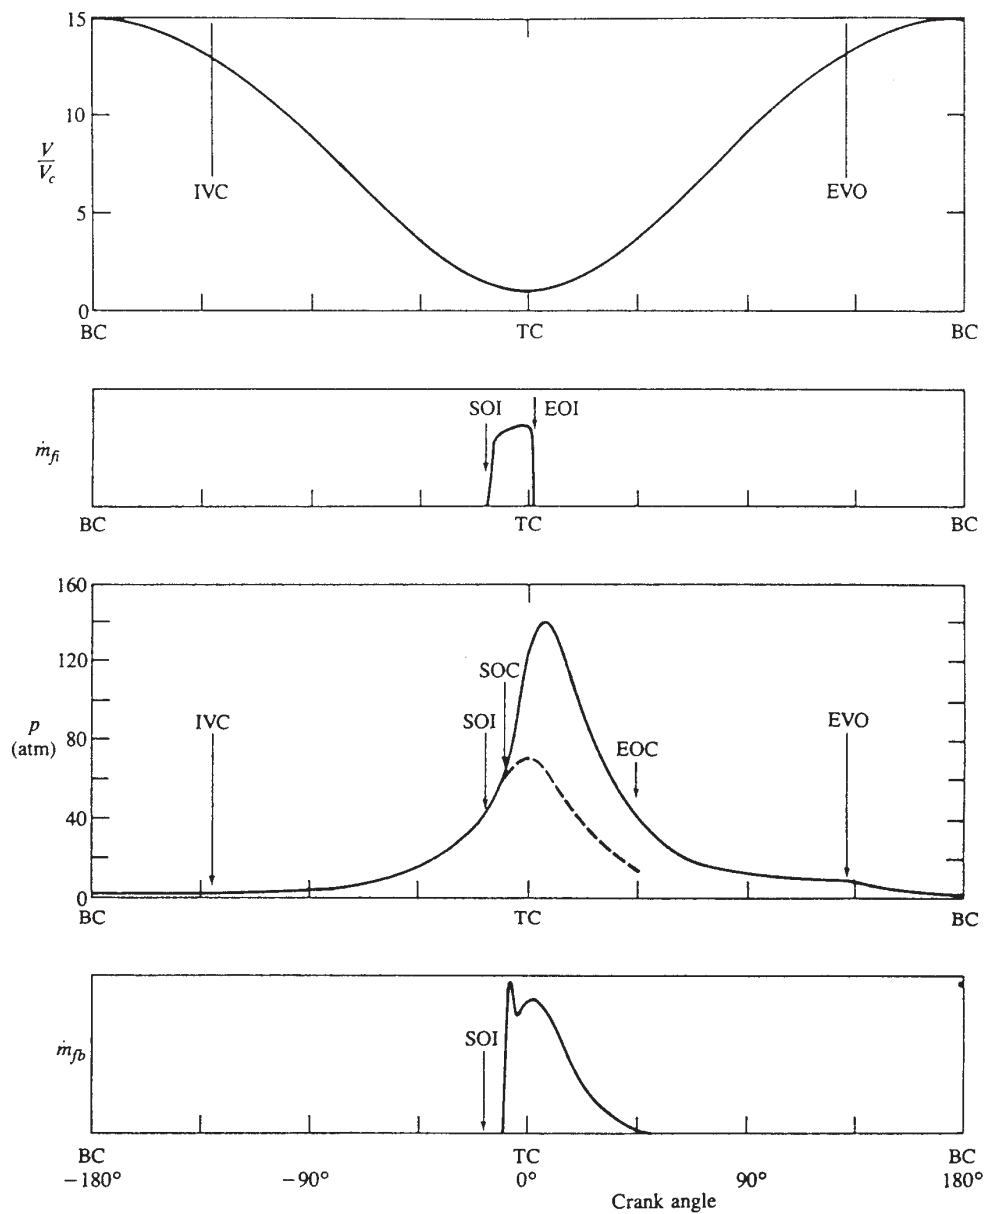 15
10
V
V_c
IVC
EVO
5
0
BC
TC
BC
SOI
EOI
ṁ_fi
BC
TC
BC
160
120
SOC
IVC
SOI
EVO
p
(atm)
80
EOC
40
0
BC
TC
BC
SOI
ṁ_fb
BC
TC
BC
−180°
−90°
0°
90°
180°
Crank angle